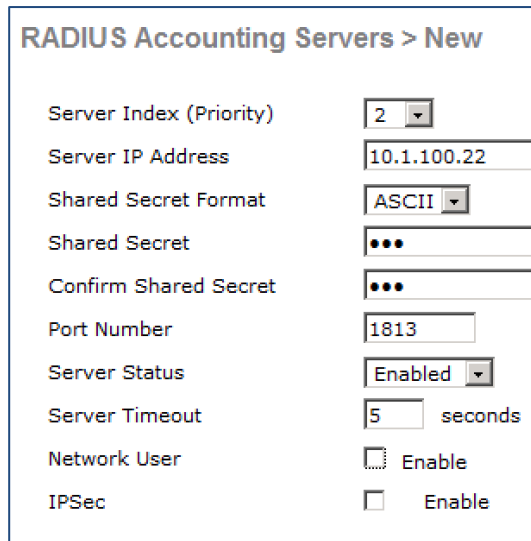 RADIUS Accounting Servers > New
Server Index (Priority) 2
Server IP Address 10.1.100.22
Shared Secret Format ASCII
Shared Secret •••
Confirm Shared Secret •••
Port Number 1813
Server Status Enabled
Server Timeout 5 seconds
Network User Enable
IPSec Enable